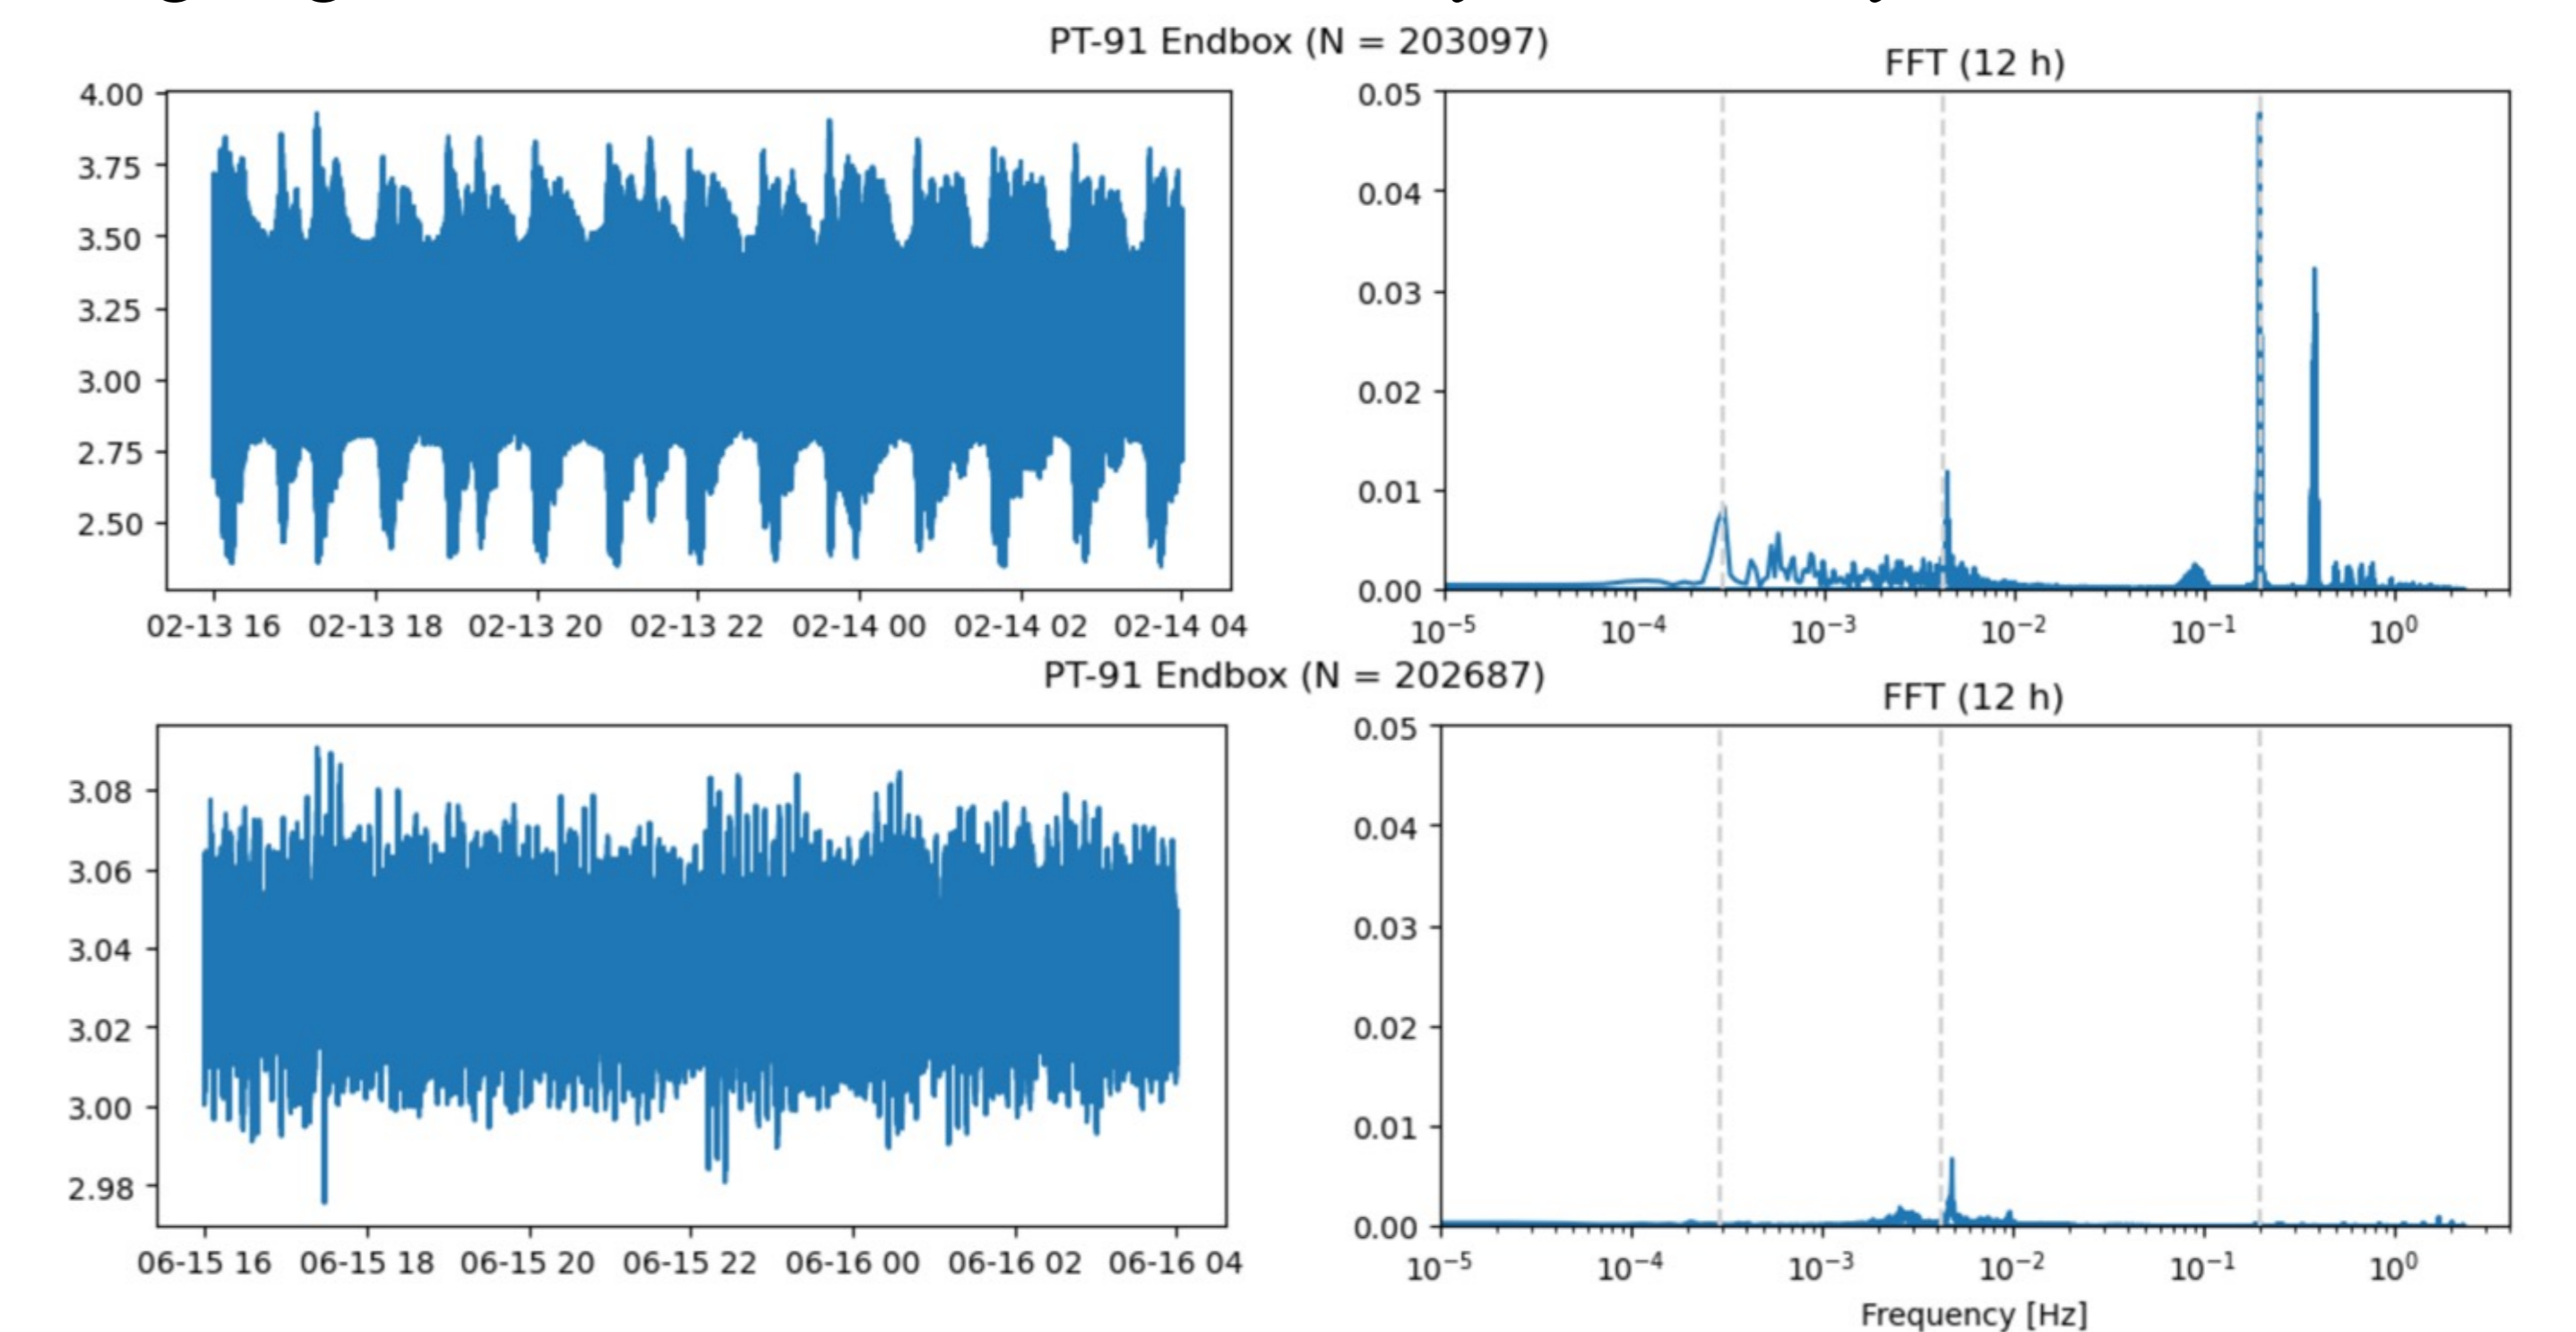 PT-91 Endbox (N = 203097)
FFT (12 h)
4.00
3.75
3.50
3.25
3.00
2.75
2.50
02-13 16 02-13 18 02-13 20 02-13 22 02-14 00 02-14 02 02-14 04
0.05
0.04
0.03
0.02
0.01
0.00
10⁻⁵ 10⁻⁴ 10⁻³ 10⁻² 10⁻¹ 10⁰
PT-91 Endbox (N = 202687)
FFT (12 h)
3.08
3.06
3.04
3.02
3.00
2.98
06-15 16 06-15 18 06-15 20 06-15 22 06-16 00 06-16 02 06-16 04
0.05
0.04
0.03
0.02
0.01
0.00
10⁻⁵ 10⁻⁴ 10⁻³ 10⁻² 10⁻¹ 10⁰
Frequency [Hz]